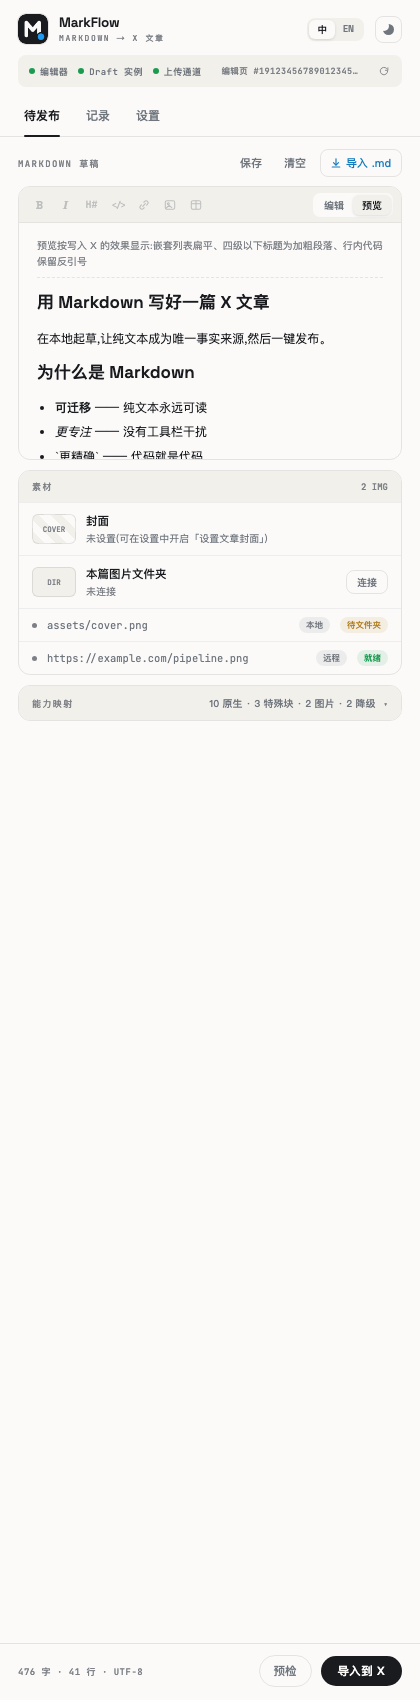 MarkFlow
MARKDOWN → X 文章
中 EN
编辑器 Draft 实例 上传通道 编辑页 #19123456789012345…
待发布 记录 设置
MARKDOWN 草稿 保存 清空 导入 .md
B I H# </> 编辑 预览
预览按写入 X 的效果显示:嵌套列表扁平、四级以下标题为加粗段落、行内代码
保留反引号
用 Markdown 写好一篇 X 文章
在本地起草,让纯文本成为唯一事实来源,然后一键发布。
为什么是 Markdown
• 可迁移 —— 纯文本永远可读
• 更专注 —— 没有工具栏干扰
• `更精确` —— 代码就是代码
素材 2 IMG
COVER 封面
未设置(可在设置中开启「设置文章封面」)
DIR 本篇图片文件夹 连接
未连接
assets/cover.png 本地 待文件夹
https://example.com/pipeline.png 远程 就绪
能力映射 10 原生 · 3 特殊块 · 2 图片 · 2 降级
476 字 · 41 行 · UTF-8 预检 导入到 X